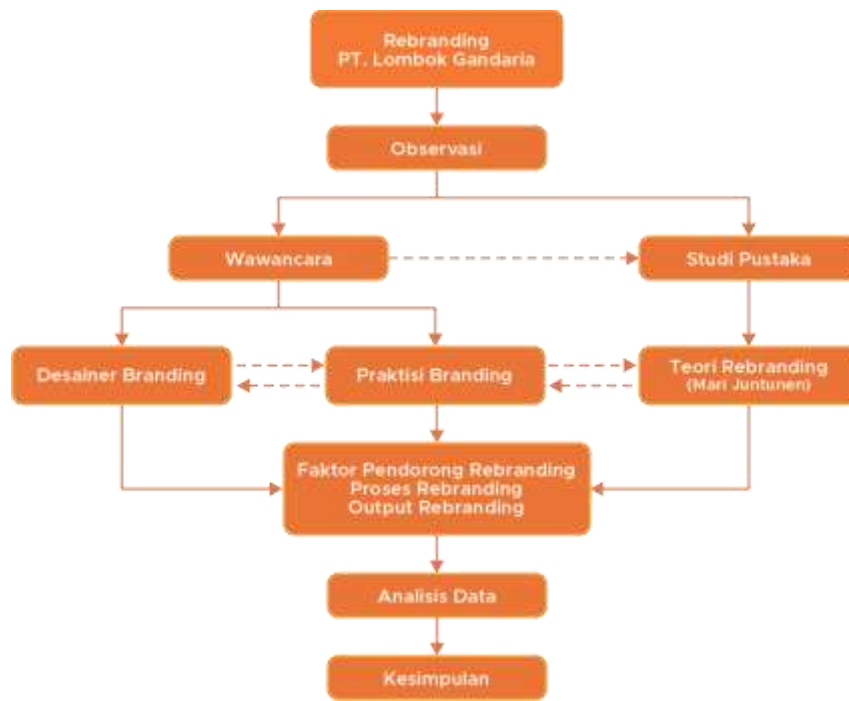 Rebranding
PT. Lombok Gandaria
Observasi
Wawancara
Studi Pustaka
Desainer Branding
Praktisi Branding
Teori Rebranding
(Mari Juntunen)
Faktor Pendorong Rebranding
Proses Rebranding
Output Rebranding
Analisis Data
Kesimpulan